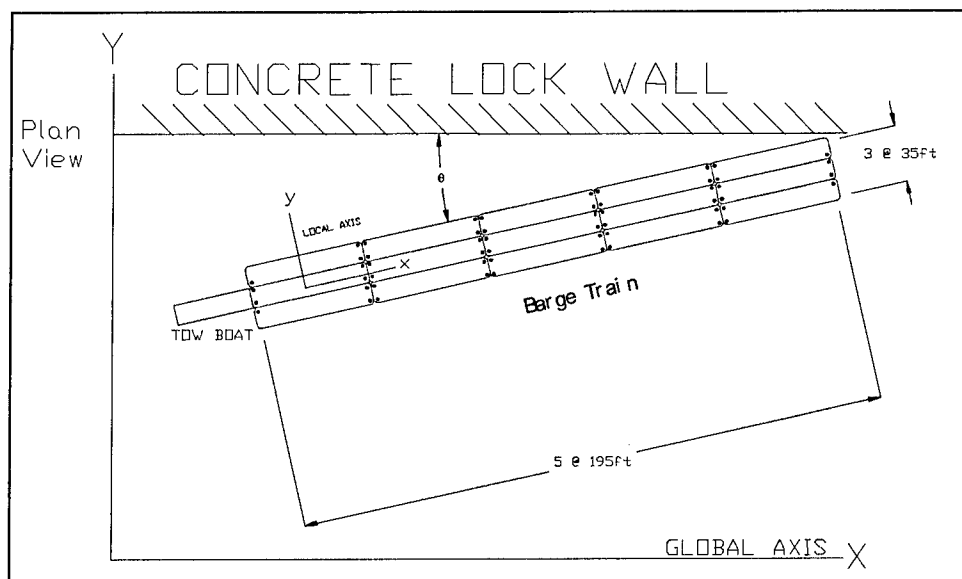 Y
CONCRETE LOCK WALL
Plan
View
3 @ 35ft
θ
y
LOCAL AXIS
x
Barge Train
TOW BOAT
5 @ 195ft
GLOBAL AXIS
X